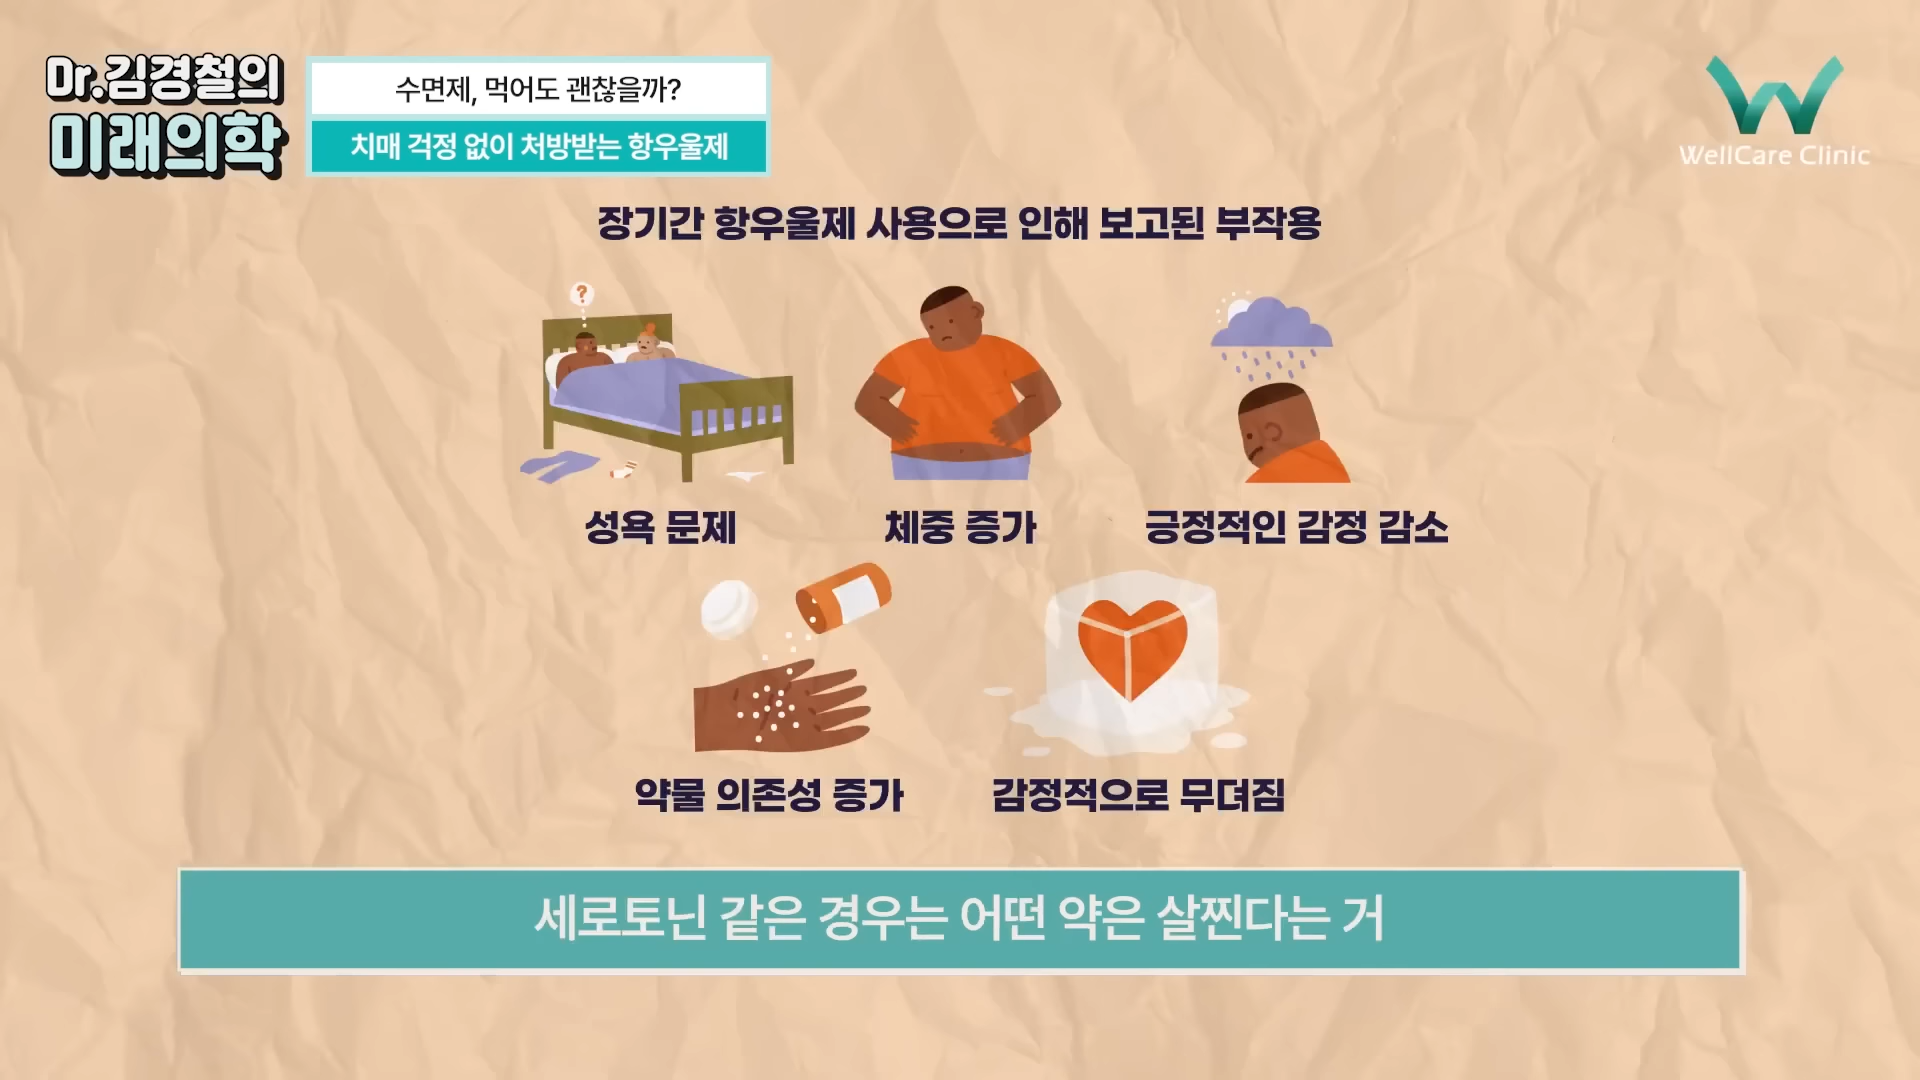 Dr.김경철의
미래의학
수면제, 먹어도 괜찮을까?
치매 걱정 없이 처방받는 항우울제
WellCare Clinic
장기간 항우울제 사용으로 인해 보고된 부작용
?
성욕 문제
체중 증가
긍정적인 감정 감소
약물 의존성 증가
감정적으로 무뎌짐
세로토닌 같은 경우는 어떤 약은 살찐다는 거